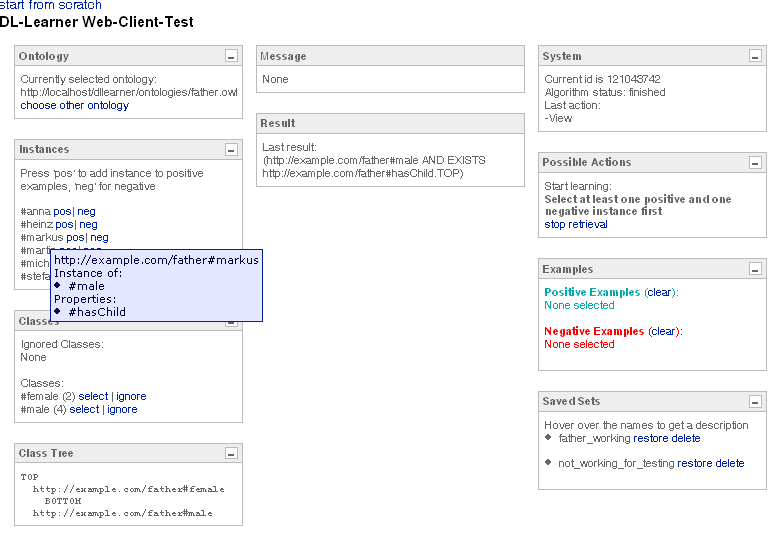 start from scratch
DL-Learner Web-Client-Test
Ontology
Currently selected ontology:
http://localhost/dllearner/ontologies/father.owl
choose other ontology
Instances
Press 'pos' to add instance to positive
examples, 'neg' for negative
#anna pos| neg
#heinz pos| neg
#markus pos| neg
http://example.com/father#markus
Instance of:
#male
Properties:
#hasChild
Classes
Ignored Classes:
None
Classes:
#female (2) select | ignore
#male (4) select | ignore
Class Tree
TOP
http://example.com/father#female
BOTTOM
http://example.com/father#male
Message
None
Result
Last result:
(http://example.com/father#male AND EXISTS
http://example.com/father#hasChild.TOP)
System
Current id is 121043742
Algorithm status: finished
Last action:
-View
Possible Actions
Start learning:
Select at least one positive and one
negative instance first
stop retrieval
Examples
Positive Examples (clear):
None selected
Negative Examples (clear):
None selected
Saved Sets
Hover over the names to get a description
father_working restore delete
not_working_for_testing restore delete